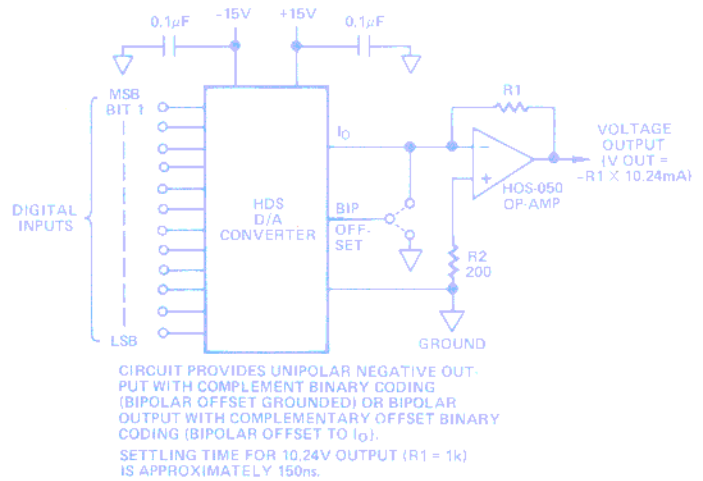 -15V +15V
0.1µF 0.1µF
MSB
BIT 1
R1
IO
VOLTAGE
OUTPUT
(V OUT =
-R1 X 10.24mA)
-
+
HOS-050
OP-AMP
HDS
D/A
CONVERTER
BIP
OFF-
SET
DIGITAL
INPUTS
R2
200
LSB
GROUND
CIRCUIT PROVIDES UNIPOLAR NEGATIVE OUT-
PUT WITH COMPLEMENT BINARY CODING
(BIPOLAR OFFSET GROUNDED) OR BIPOLAR
OUTPUT WITH COMPLEMENTARY OFFSET BINARY
CODING (BIPOLAR OFFSET TO IO).
SETTLING TIME FOR 10,24V OUTPUT (R1 = 1k)
IS APPROXIMATELY 150ns.